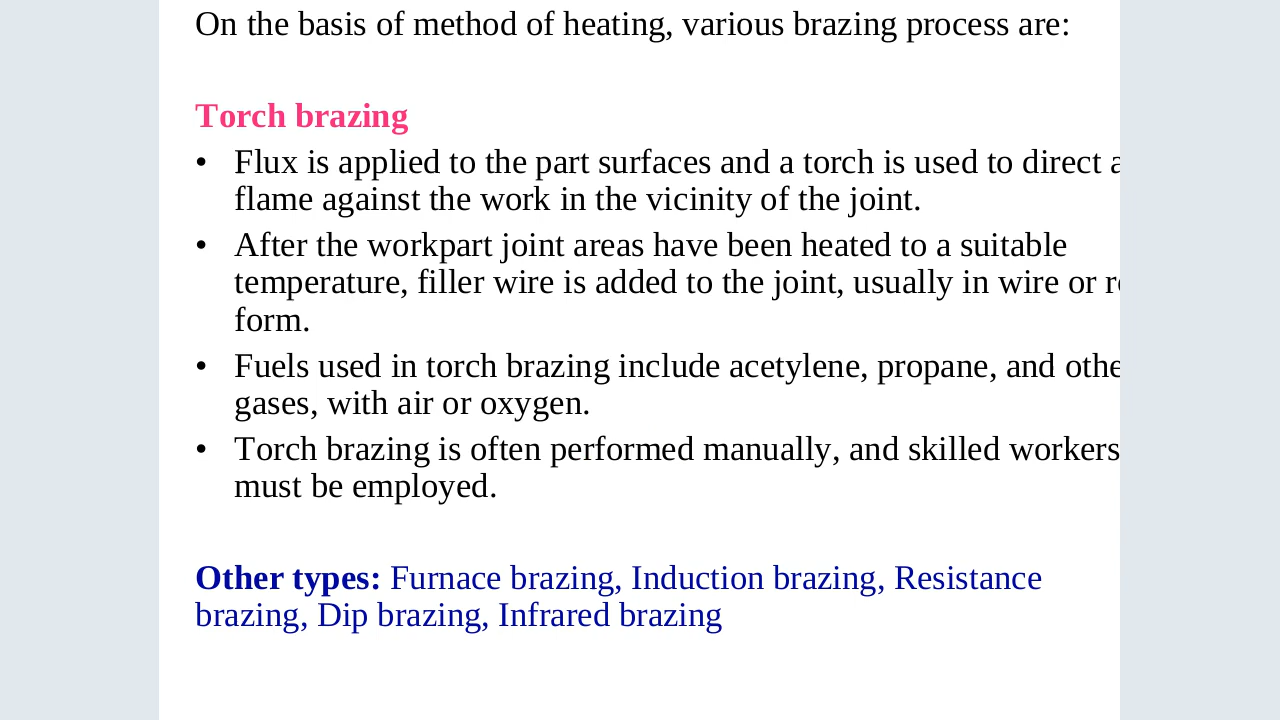 On the basis of method of heating, various brazing process are:
Torch brazing
• Flux is applied to the part surfaces and a torch is used to direct a
flame against the work in the vicinity of the joint.
• After the workpart joint areas have been heated to a suitable
temperature, filler wire is added to the joint, usually in wire or
form.
• Fuels used in torch brazing include acetylene, propane, and othe
gases, with air or oxygen.
• Torch brazing is often performed manually, and skilled workers
must be employed.
Other types: Furnace brazing, Induction brazing, Resistance
brazing, Dip brazing, Infrared brazing